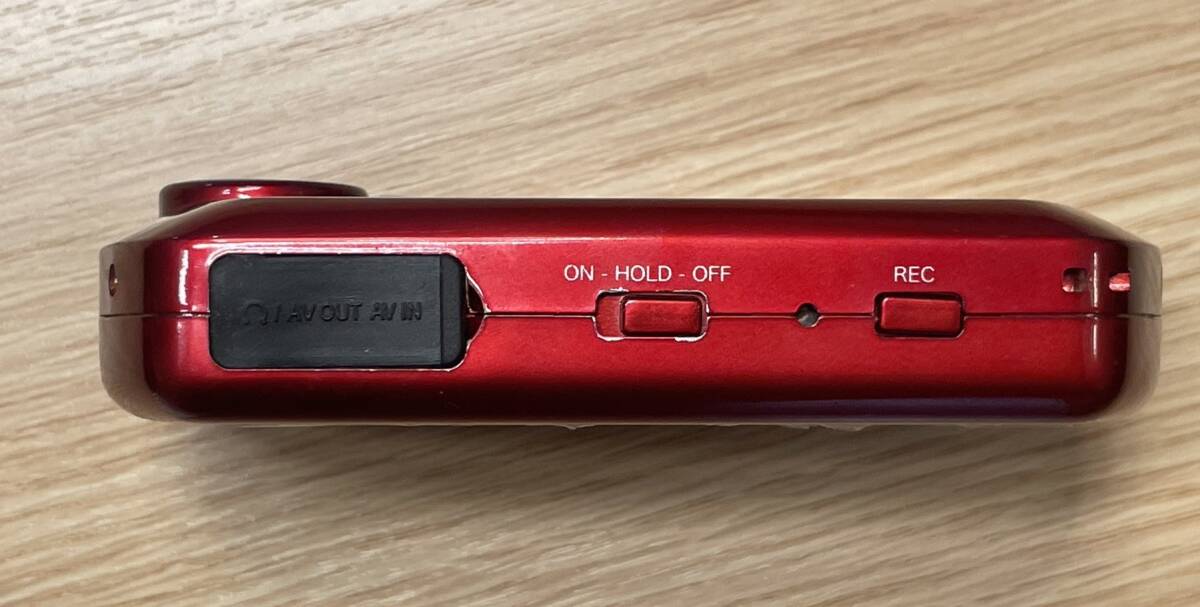 ON - HOLD - OFF
REC
/ AV OUT AV IN